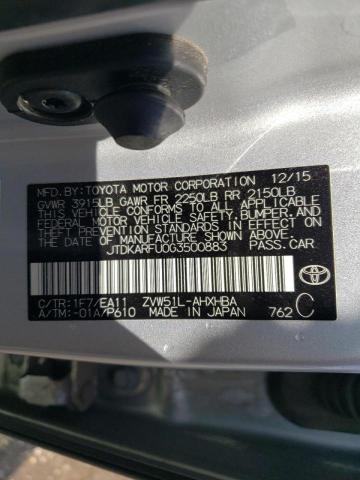 MFD. BY: TOYOTA MOTOR CORPORATION 12/15
GVWR 3915LB GAWR FR 2250LB RR 2150LB
THIS VEHICLE CONFORMS TO ALL APPLICABLE
FEDERAL MOTOR VEHICLE SAFETY, BUMPER, AND
THEFT PREVENTION STANDARDS IN EFFECT ON
THE DATE OF MANUFACTURE SHOWN ABOVE.
JTDKARFU0G3500883 PASS.CAR
C/TR:1F7/EA11 ZVW51L-AHXHBA C
A/TM:-01A/P610 MADE IN JAPAN 762
TOYOTA